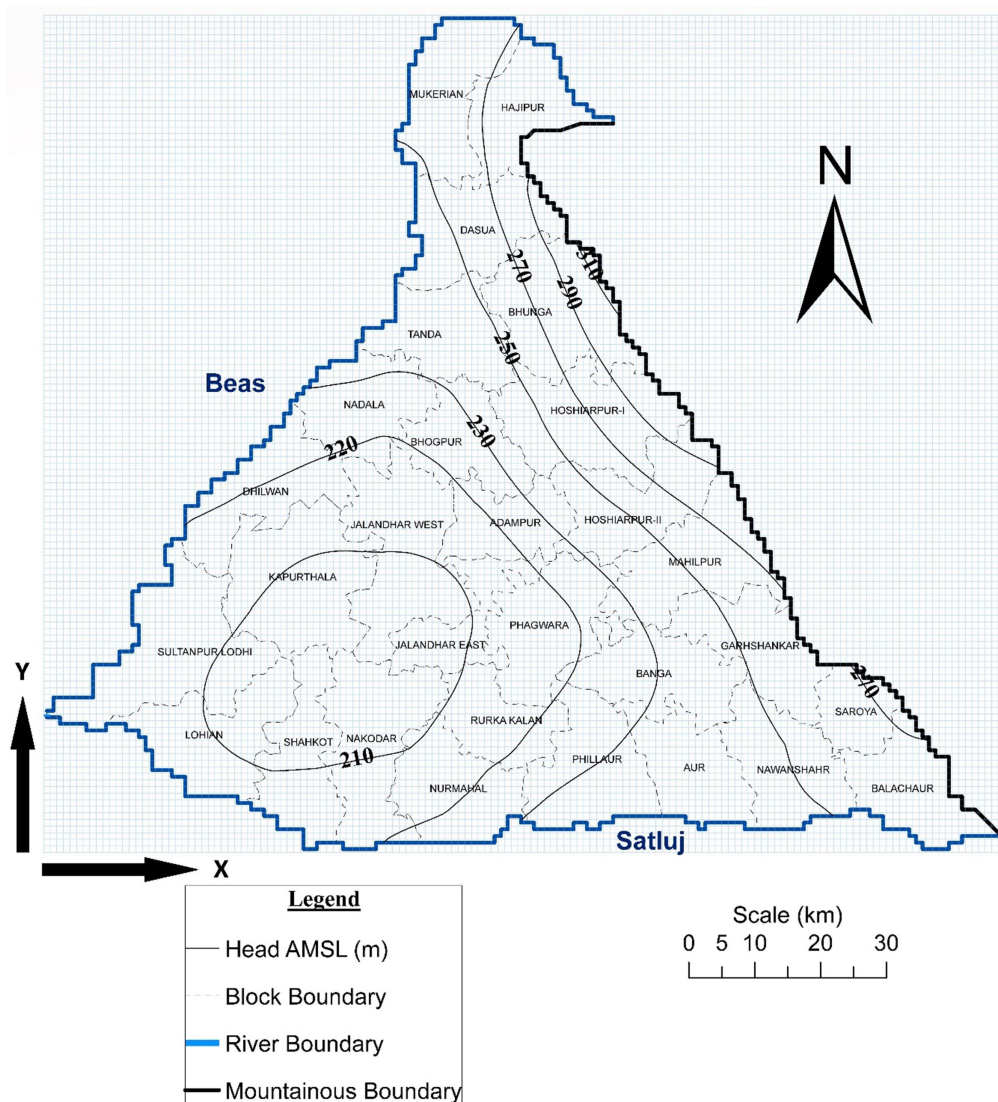 MUKERIAN
HAJIPUR
N
DASUA
270
310
290
BHUNGA
TANDA
250
Beas
NADALA
HOSHIARPUR-I
230
220
BHOGPUR
DHILWAN
JALANDHAR WEST
ADAMPUR
HOSHIARPUR-II
MAHILPUR
KAPURTHALA
PHAGWARA
JALANDHAR EAST
GARHSHANKAR
SULTANPUR LODHI
Y
BANGA
270
SAROYA
RURKA KALAN
LOHIAN
SHAHKOT
NAKODAR
210
PHILLAUR
AUR
NAWANSHAHR
NURMAHAL
BALACHAUR
Satluj
X
Legend
Head AMSL (m)
Block Boundary
River Boundary
Mountainous Boundary
Scale (km)
0 5 10 20 30